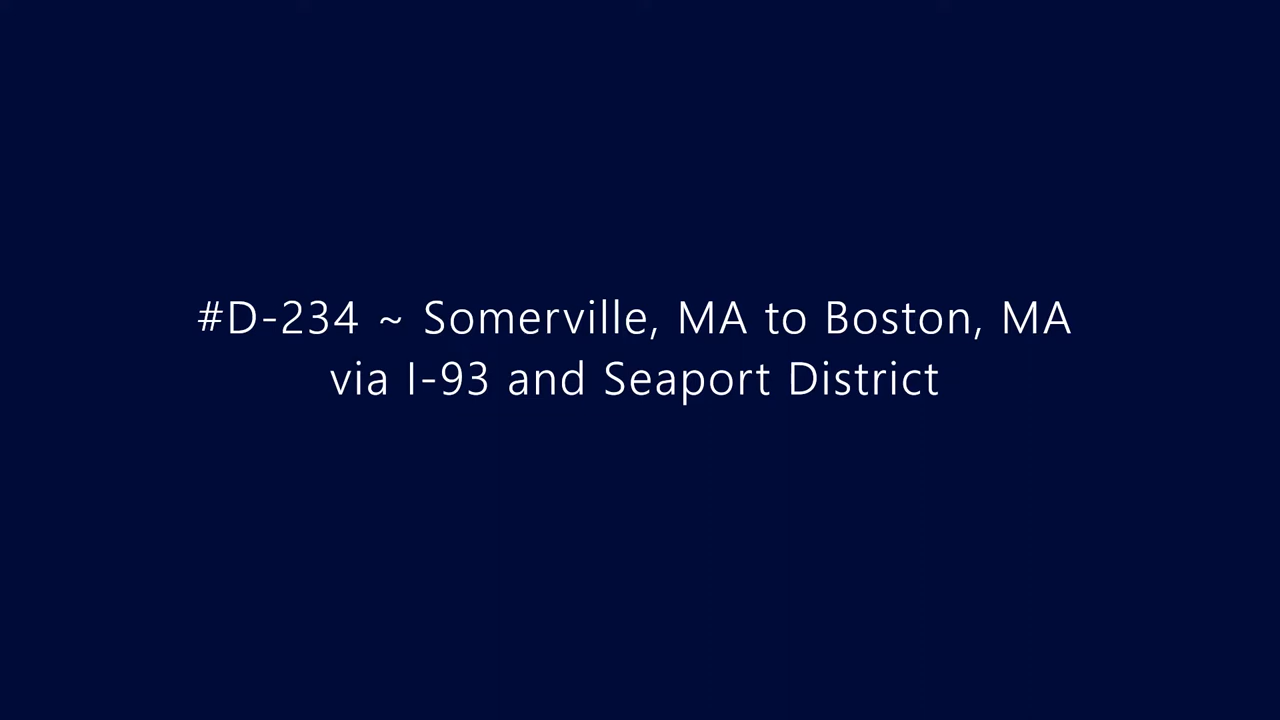 #D-234 ~ Somerville, MA to Boston, MA
via I-93 and Seaport District